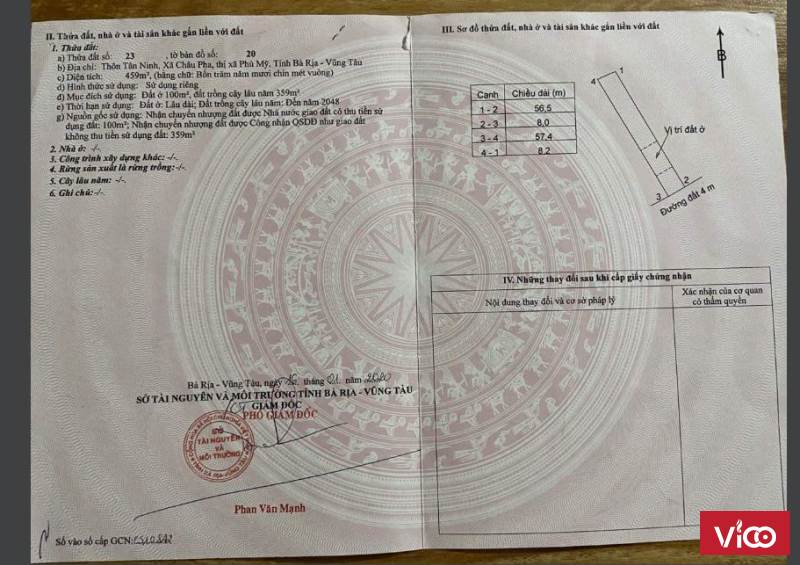 II. Thửa đất, nhà ở và tài sản khác gắn liền với đất
1. Thửa đất:
a) Thửa đất số: 23 , tờ bản đồ số: 20
b) Địa chỉ: Thôn Tân Ninh, Xã Châu Pha, thị xã Phú Mỹ, Tỉnh Bà Rịa - Vũng Tàu
c) Diện tích: 459m², (bằng chữ: Bốn trăm năm mươi chín mét vuông)
d) Hình thức sử dụng: Sử dụng riêng
đ) Mục đích sử dụng: Đất ở 100m², đất trồng cây lâu năm 359m²
e) Thời hạn sử dụng: Đất ở: Lâu dài; Đất trồng cây lâu năm: Đến năm 2048
g) Nguồn gốc sử dụng: Nhận chuyển nhượng đất được Nhà nước giao đất có thu tiền sử
dụng đất: 100m²; Nhận chuyển nhượng đất được Công nhận QSDĐ như giao đất
không thu tiền sử dụng đất: 359m²
2. Nhà ở: -/-
3. Công trình xây dựng khác: -/-
4. Rừng sản xuất là rừng trồng: -/-
5. Cây lâu năm: -/-
6. Ghi chú: -/-
Bà Rịa - Vũng Tàu, ngày tháng 01 năm 2020
SỞ TÀI NGUYÊN VÀ MÔI TRƯỜNG TỈNH BÀ RỊA - VŨNG TÀU
KT GIÁM ĐỐC
PHÓ GIÁM ĐỐC
SỞ
TÀI NGUYÊN
VÀ
MÔI TRƯỜNG
Phan Văn Mạnh
Số vào sổ cấp GCN:
III. Sơ đồ thửa đất, nhà ở và tài sản khác gắn liền với đất
B
Cạnh Chiều dài (m)
1 - 2 56,5
2 - 3 8,0
3 - 4 57,4
4 - 1 8,2
4 1
Vị trí đất ở
3 2
Đường đất 4 m
IV. Những thay đổi sau khi cấp giấy chứng nhận
Nội dung thay đổi và cơ sở pháp lý
Xác nhận của cơ quan
có thẩm quyền
ViCO